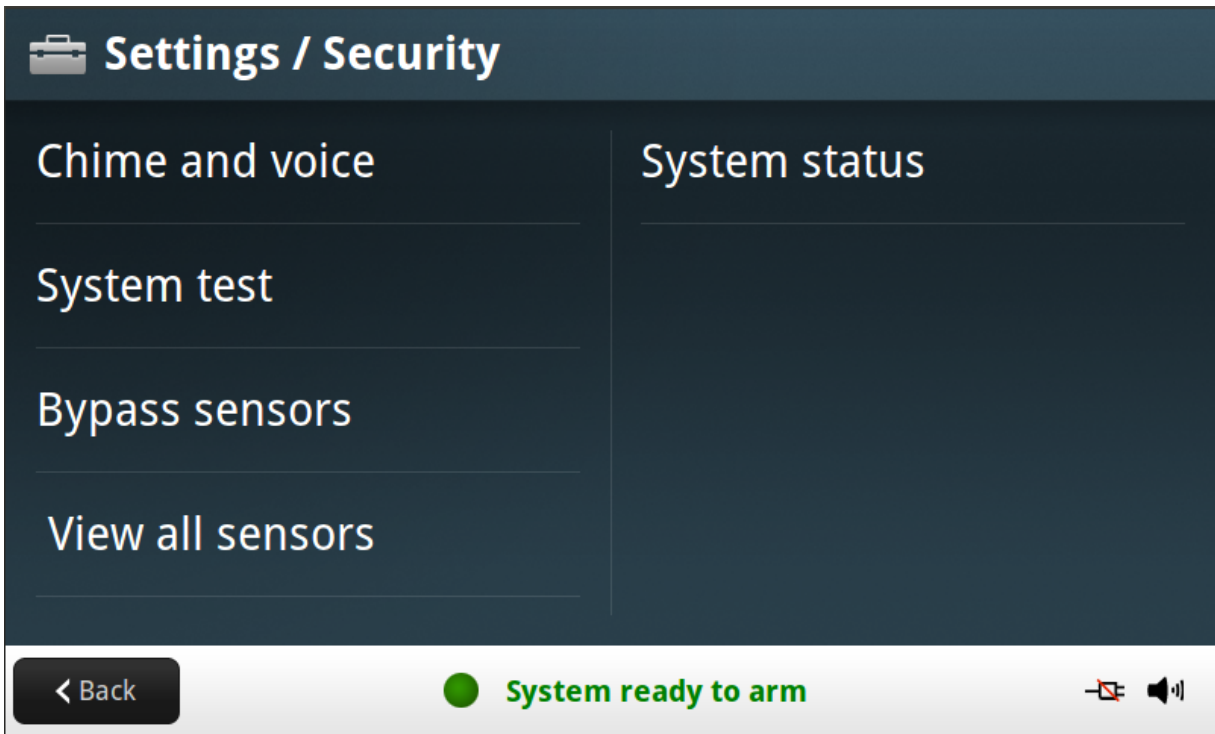 Settings / Security
Chime and voice
System status
System test
Bypass sensors
View all sensors
Back
System ready to arm